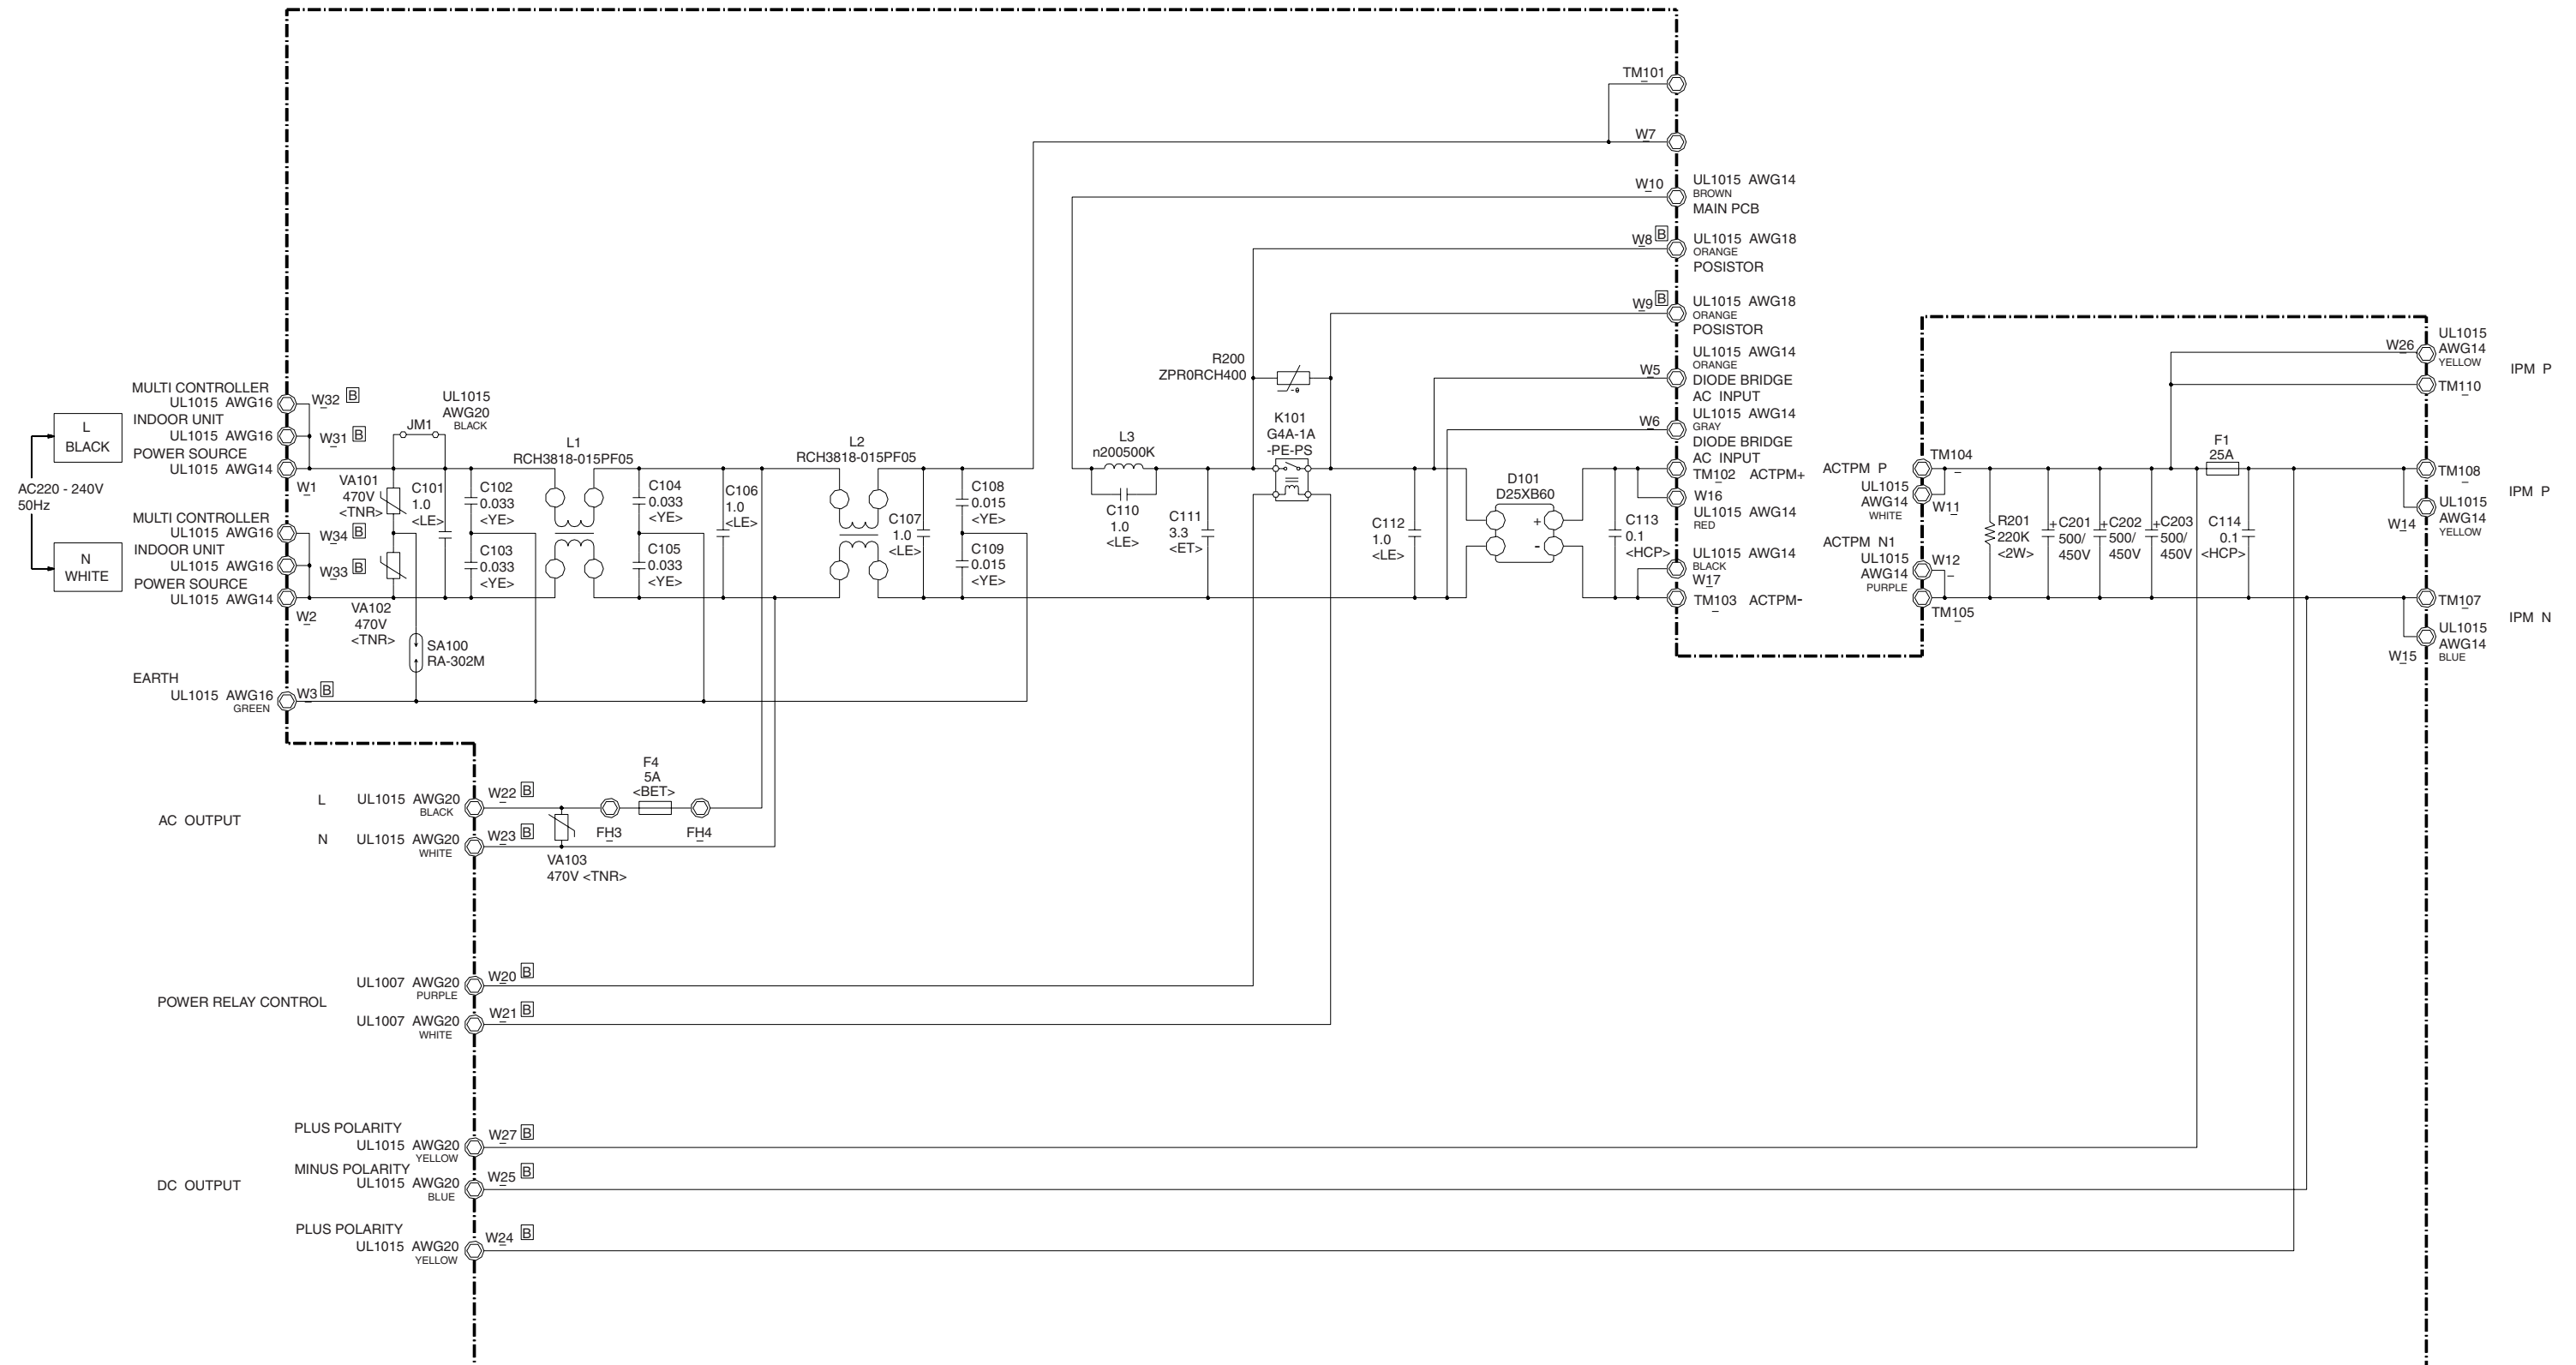 TM101
W7
W10
UL1015 AWG14
BROWN
MAIN PCB
W8 B
UL1015 AWG18
ORANGE
POSISTOR
W9 B
UL1015 AWG18
ORANGE
POSISTOR
R200
ZPR0RCH400
W5
UL1015 AWG14
ORANGE
DIODE BRIDGE
AC INPUT
W6
UL1015 AWG14
GRAY
DIODE BRIDGE
AC INPUT
TM102 ACTPM+
W16
UL1015 AWG14
RED
UL1015 AWG14
BLACK
W17
TM103 ACTPM-
L
BLACK
AC220 - 240V
50Hz
N
WHITE
MULTI CONTROLLER
UL1015 AWG16
W32 B
INDOOR UNIT
UL1015 AWG16
W31 B
POWER SOURCE
UL1015 AWG14
W1
MULTI CONTROLLER
UL1015 AWG16
W34 B
INDOOR UNIT
UL1015 AWG16
W33 B
POWER SOURCE
UL1015 AWG14
W2
EARTH
UL1015 AWG16
GREEN
W3 B
JM1
UL1015
AWG20
BLACK
VA101
470V
<TNR>
C101
1.0
<LE>
VA102
470V
<TNR>
SA100
RA-302M
C102
0.033
<YE>
C103
0.033
<YE>
L1
RCH3818-015PF05
C104
0.033
<YE>
C105
0.033
<YE>
C106
1.0
<LE>
L2
RCH3818-015PF05
C107
1.0
<LE>
C108
0.015
<YE>
C109
0.015
<YE>
L3
n200500K
C110
1.0
<LE>
C111
3.3
<ET>
K101
G4A-1A
-PE-PS
C112
1.0
<LE>
D101
D25XB60
+
-
C113
0.1
<HCP>
ACTPM P
TM104
UL1015
AWG14
WHITE
W11
ACTPM N1
UL1015
AWG14
PURPLE
W12
TM105
R201
220K
<2W>
+
C201
500/
450V
+
C202
500/
450V
+
C203
500/
450V
C114
0.1
<HCP>
F1
25A
W26
UL1015
AWG14
YELLOW
TM110
IPM P
TM108
UL1015
AWG14
YELLOW
W14
IPM P
TM107
IPM N
UL1015
AWG14
BLUE
W15
AC OUTPUT
L
UL1015 AWG20
BLACK
W22 B
N
UL1015 AWG20
WHITE
W23 B
F4
5A
<BET>
FH3
FH4
VA103
470V <TNR>
POWER RELAY CONTROL
UL1007 AWG20
PURPLE
W20 B
UL1007 AWG20
WHITE
W21 B
DC OUTPUT
PLUS POLARITY
UL1015 AWG20
YELLOW
W27 B
MINUS POLARITY
UL1015 AWG20
BLUE
W25 B
PLUS POLARITY
UL1015 AWG20
YELLOW
W24 B